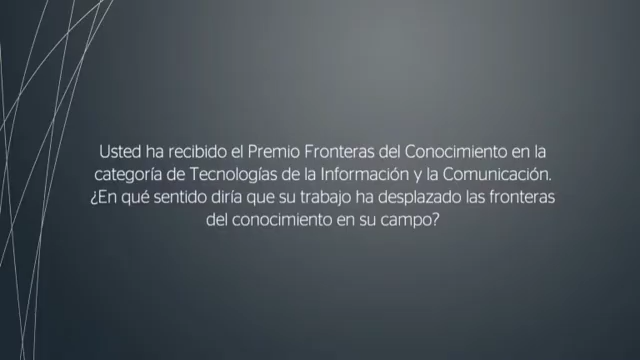 Usted ha recibido el Premio Fronteras del Conocimiento en la
categoría de Tecnologías de la Información y la Comunicación.
¿En qué sentido diría que su trabajo ha desplazado las fronteras
del conocimiento en su campo?